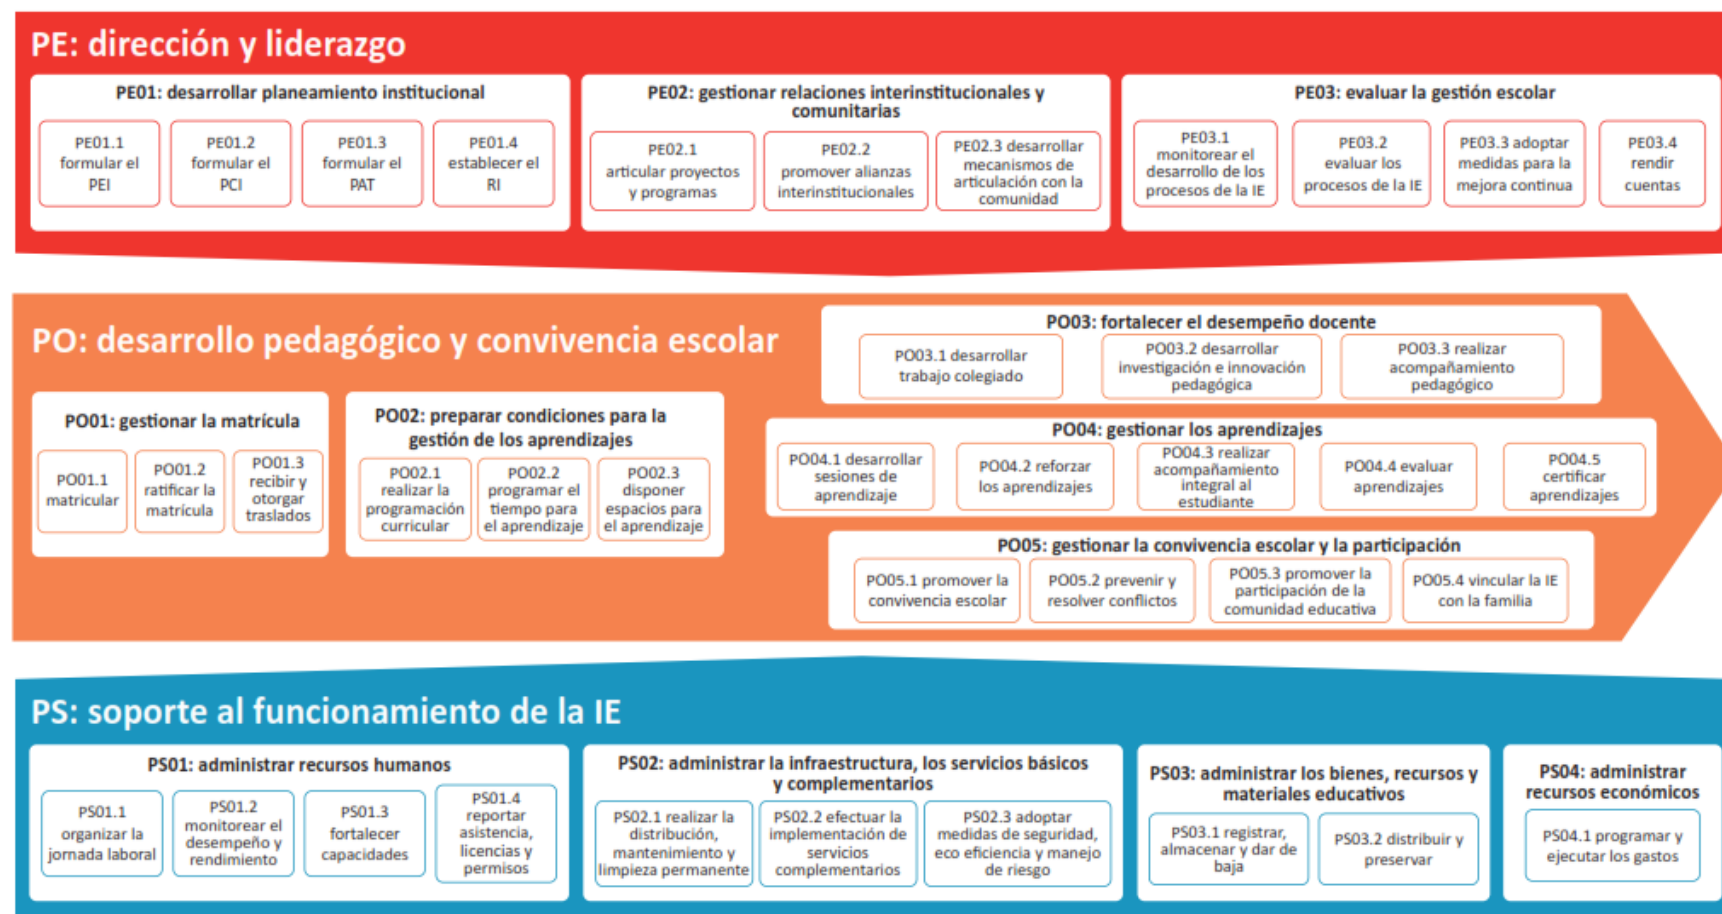 PE: dirección y liderazgo
PE01: desarrollar planeamiento institucional
PE01.1
formular el
PEI
PE01.2
formular el
PCI
PE01.3
formular el
PAT
PE01.4
establecer el
RI
PE02: gestionar relaciones interinstitucionales y
comunitarias
PE02.1
articular proyectos
y programas
PE02.2
promover alianzas
interinstitucionales
PE02.3 desarrollar
mecanismos de
articulación con la
comunidad
PE03: evaluar la gestión escolar
PE03.1
monitorear el
desarrollo de los
procesos de la IE
PE03.2
evaluar los
procesos de la IE
PE03.3 adoptar
medidas para la
mejora continua
PE03.4
rendir
cuentas
PO: desarrollo pedagógico y convivencia escolar
PO01: gestionar la matrícula
PO01.1
matricular
PO01.2
ratificar la
matrícula
PO01.3
recibir y
otorgar
traslados
PO02: preparar condiciones para la
gestión de los aprendizajes
PO02.1
realizar la
programación
curricular
PO02.2
programar el
tiempo para
el aprendizaje
PO02.3
disponer
espacios para
el aprendizaje
PO03: fortalecer el desempeño docente
PO03.1 desarrollar
trabajo colegiado
PO03.2 desarrollar
investigación e innovación
pedagógica
PO03.3 realizar
acompañamiento
pedagógico
PO04: gestionar los aprendizajes
PO04.1 desarrollar
sesiones de
aprendizaje
PO04.2 reforzar
los aprendizajes
PO04.3 realizar
acompañamiento
integral al
estudiante
PO04.4 evaluar
aprendizajes
PO04.5
certificar
aprendizajes
PO05: gestionar la convivencia escolar y la participación
PO05.1 promover la
convivencia escolar
PO05.2 prevenir y
resolver conflictos
PO05.3 promover la
participación de la
comunidad educativa
PO05.4 vincular la IE
con la familia
PS: soporte al funcionamiento de la IE
PS01: administrar recursos humanos
PS01.1
organizar la
jornada laboral
PS01.2
monitorear el
desempeño y
rendimiento
PS01.3
fortalecer
capacidades
PS01.4
reportar
asistencia,
licencias y
permisos
PS02: administrar la infraestructura, los servicios básicos
y complementarios
PS02.1 realizar la
distribución,
mantenimiento y
limpieza permanente
PS02.2 efectuar la
implementación de
servicios
complementarios
PS02.3 adoptar
medidas de seguridad,
eco eficiencia y manejo
de riesgo
PS03: administrar los bienes, recursos y
materiales educativos
PS03.1 registrar,
almacenar y dar de
baja
PS03.2 distribuir y
preservar
PS04: administrar
recursos económicos
PS04.1 programar y
ejecutar los gastos